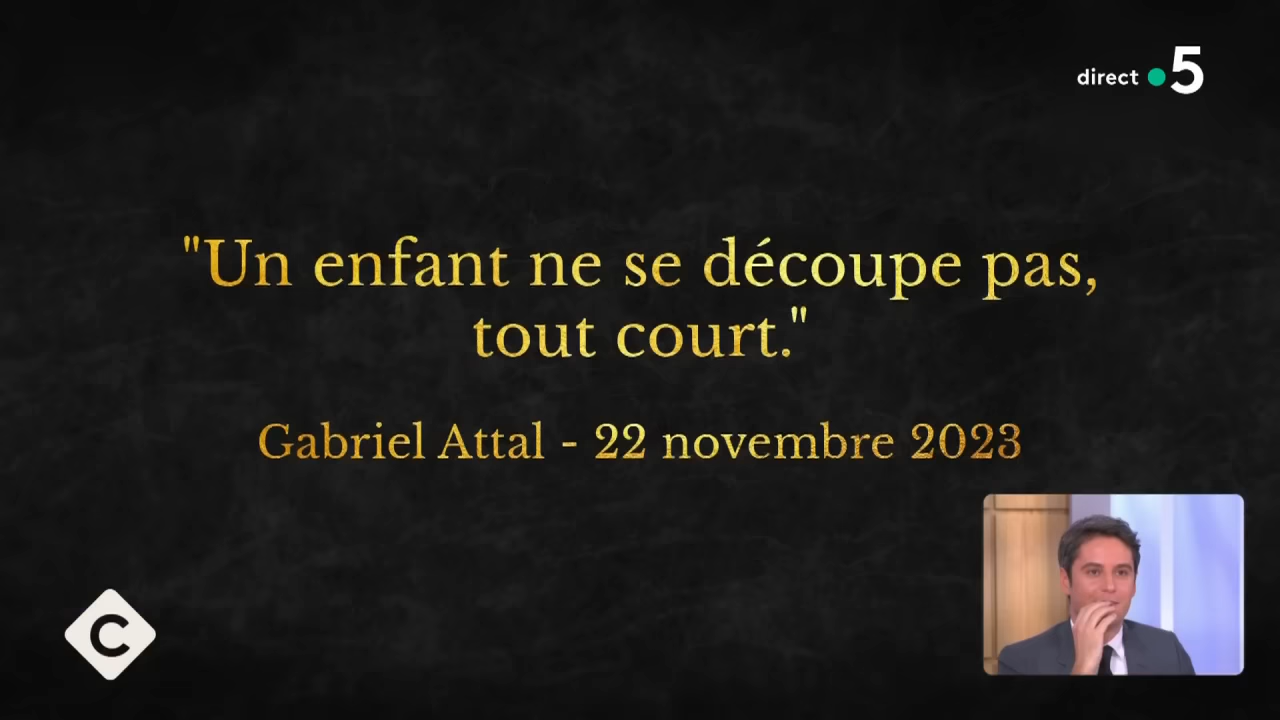 direct 5
"Un enfant ne se découpe pas,
tout court."
Gabriel Attal - 22 novembre 2023
C